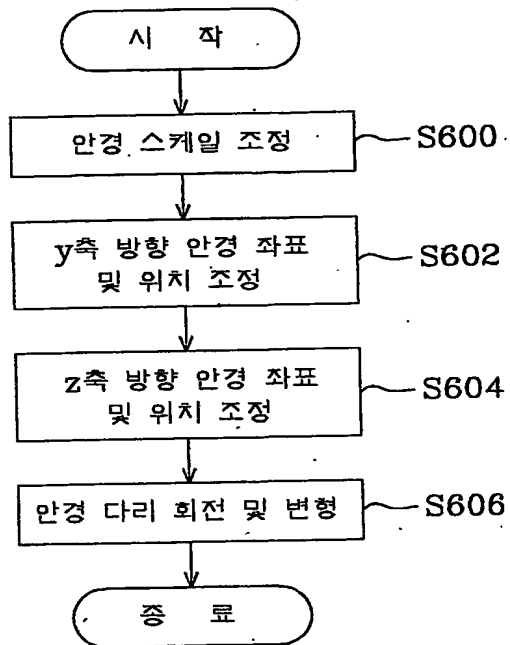 시 작
안경 스케일 조정
S600
y축 방향 안경 좌표
및 위치 조정
S602
z축 방향 안경 좌표
및 위치 조정
S604
안경 다리 회전 및 변형
S606
종 료